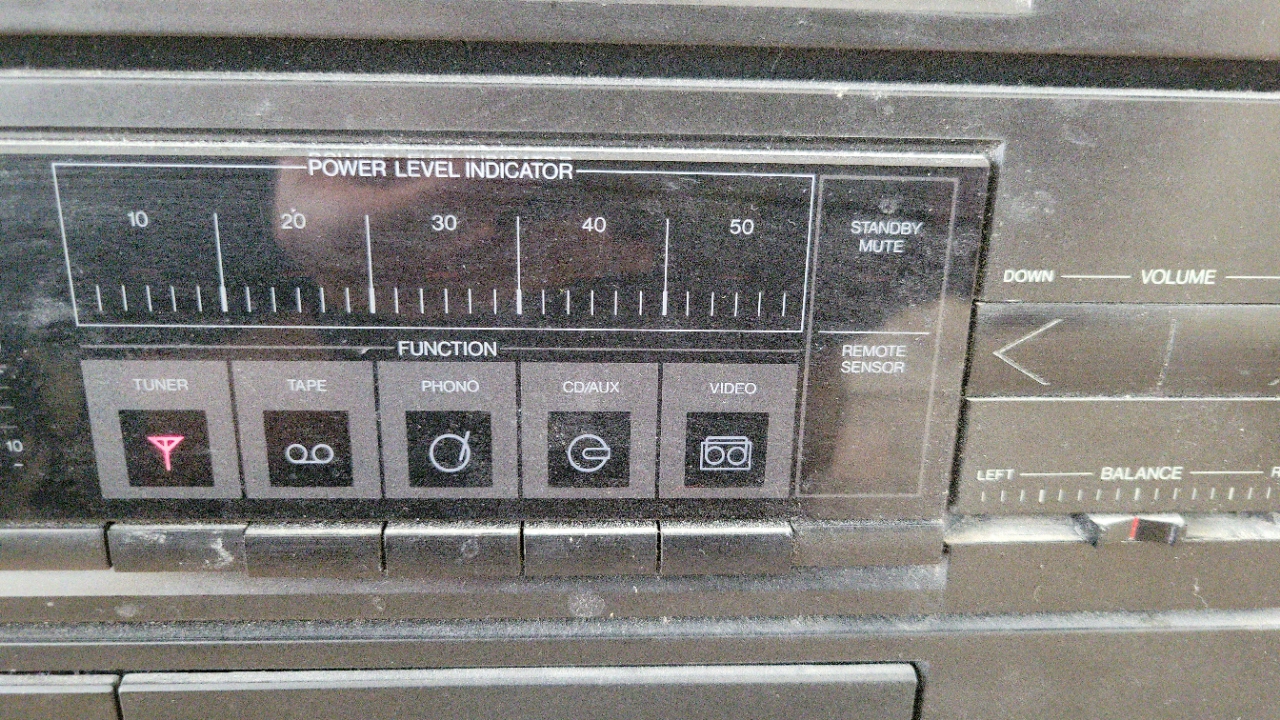 POWER LEVEL INDICATOR
10 20 30 40 50
STANDBY
MUTE
DOWN VOLUME
FUNCTION
REMOTE
SENSOR
TUNER TAPE PHONO CD/AUX VIDEO
10
LEFT BALANCE R